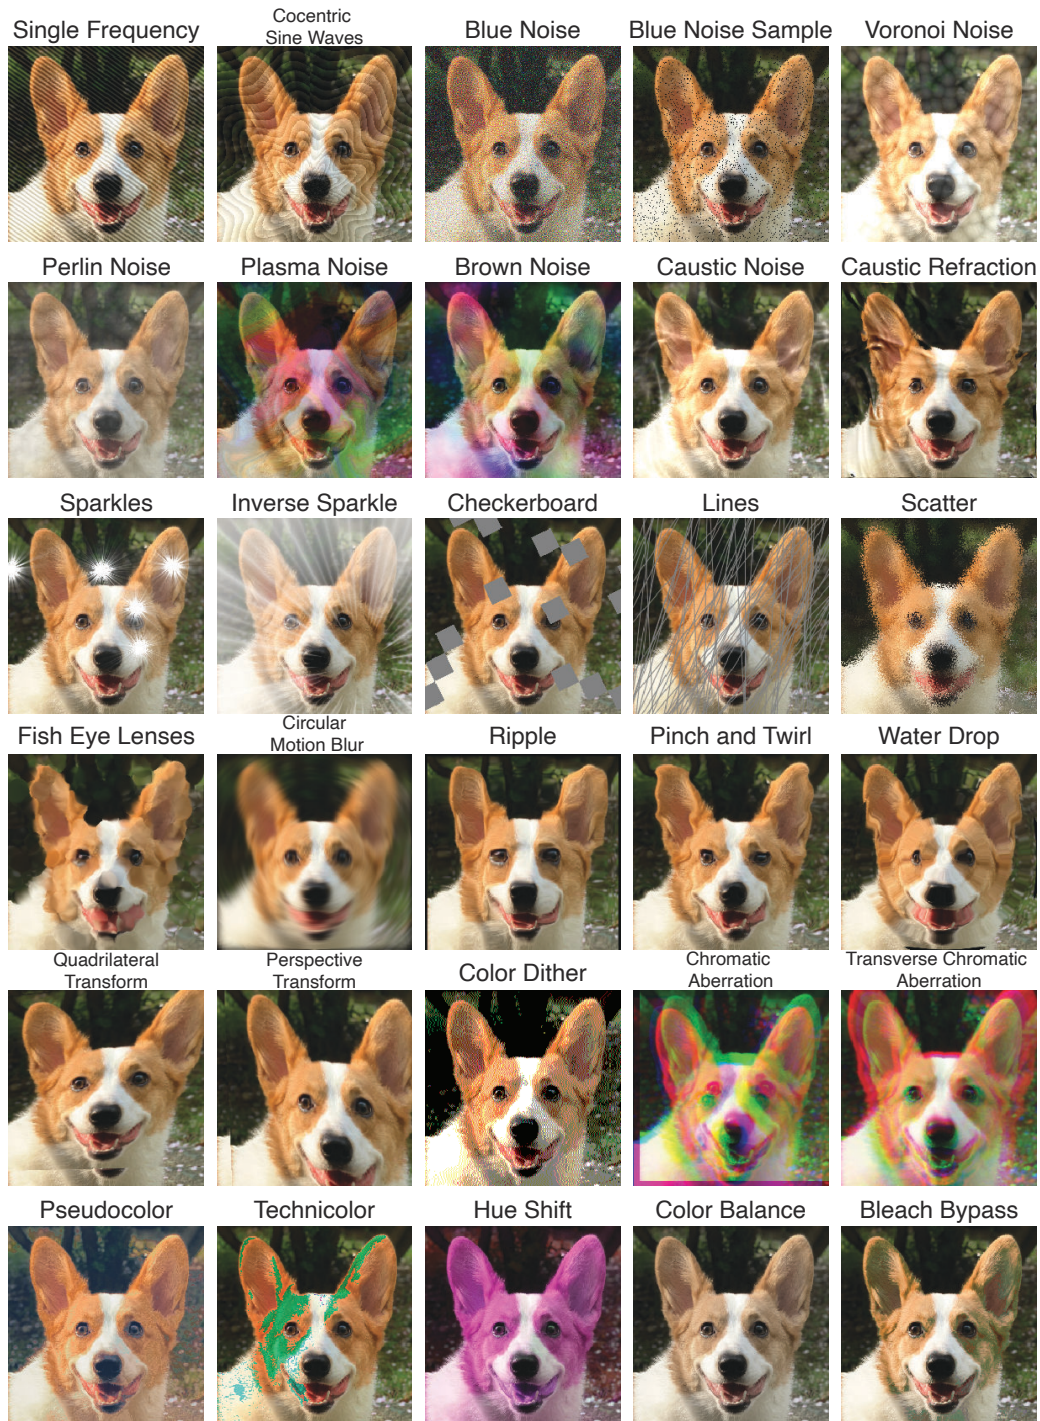 Single Frequency
Cocentric
Sine Waves
Blue Noise
Blue Noise Sample
Voronoi Noise
Perlin Noise
Plasma Noise
Brown Noise
Caustic Noise
Caustic Refraction
Sparkles
Inverse Sparkle
Checkerboard
Lines
Scatter
Fish Eye Lenses
Circular
Motion Blur
Ripple
Pinch and Twirl
Water Drop
Quadrilateral
Transform
Perspective
Transform
Color Dither
Chromatic
Aberration
Transverse Chromatic
Aberration
Pseudocolor
Technicolor
Hue Shift
Color Balance
Bleach Bypass